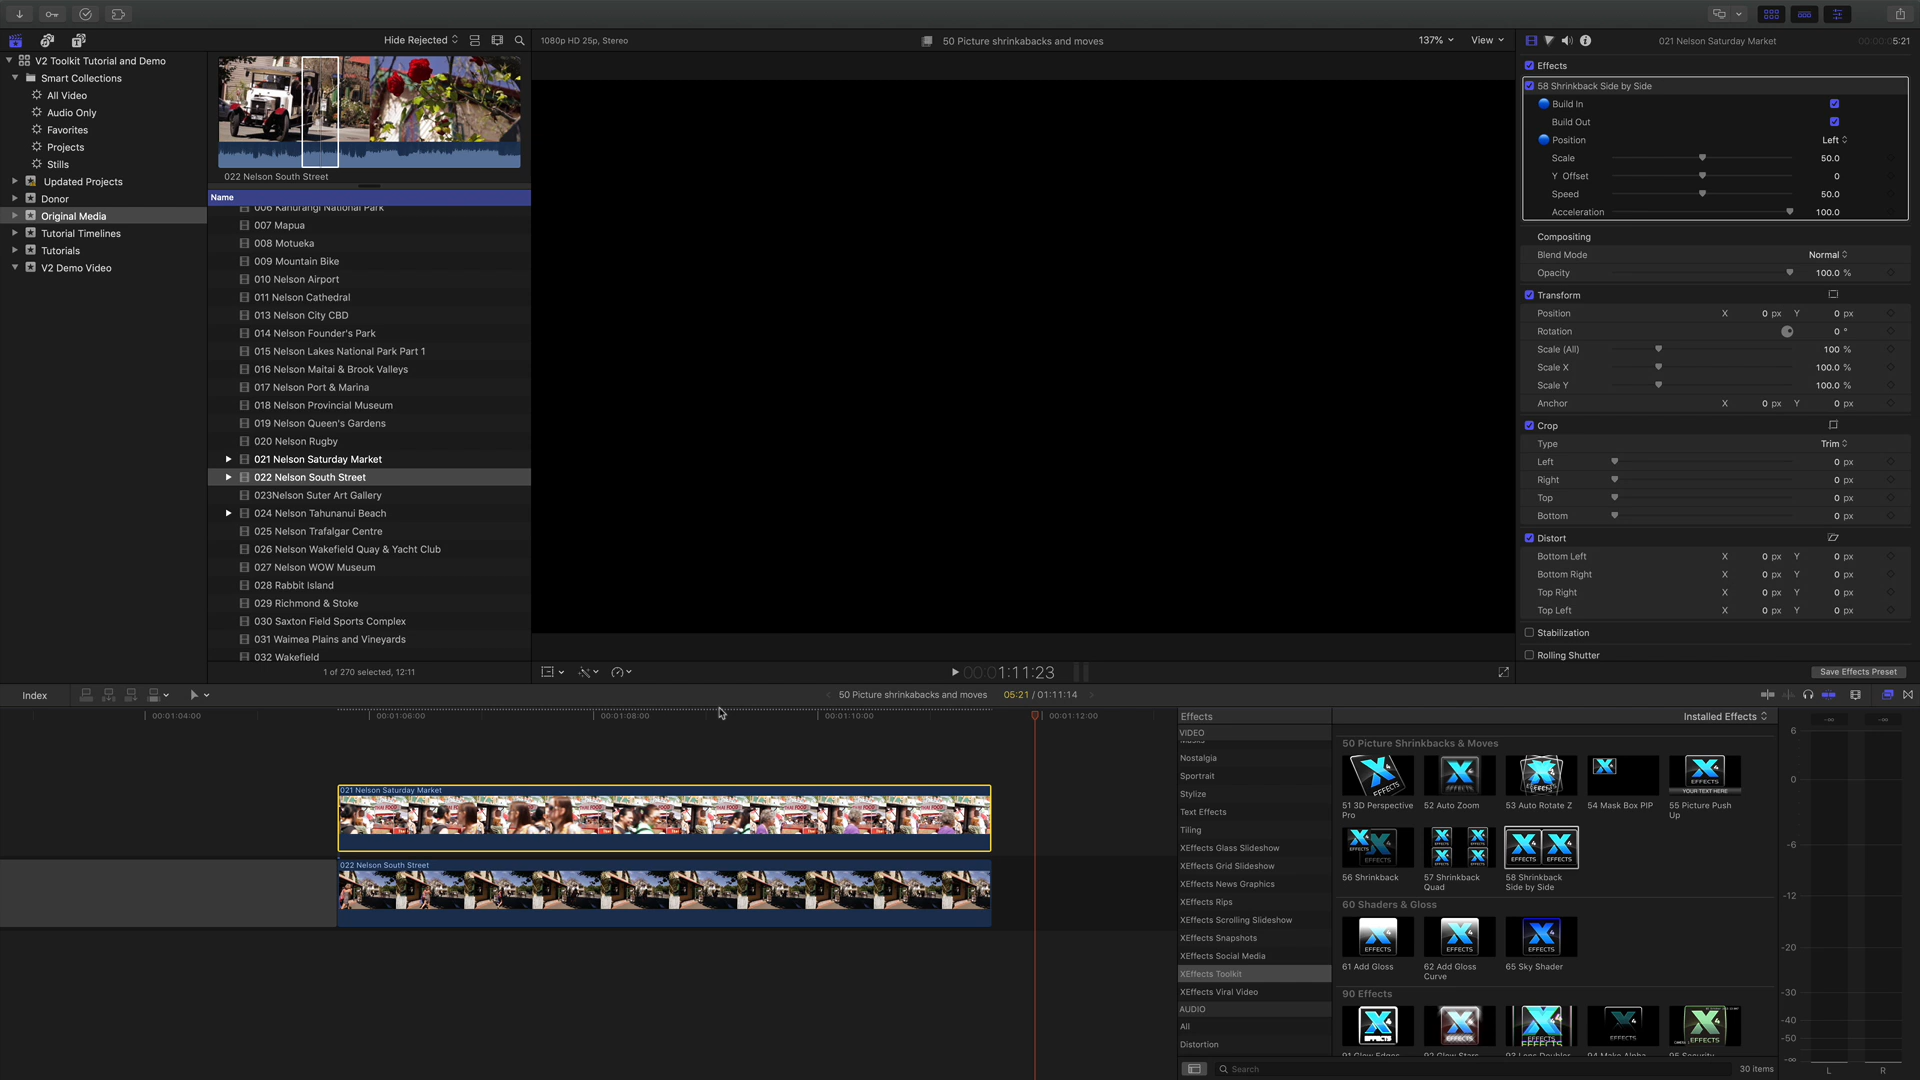 Hide Rejected
1080p HD 25p, Stereo
50 Picture shrinkabacks and moves
137%
View
021 Nelson Saturday Market
00:00:05:21
V2 Toolkit Tutorial and Demo
Smart Collections
All Video
Audio Only
Favorites
Projects
Stills
Updated Projects
Donor
Original Media
Tutorial Timelines
Tutorials
V2 Demo Video
022 Nelson South Street
Name
006 Kahurangi National Park
007 Mapua
008 Motueka
009 Mountain Bike
010 Nelson Airport
011 Nelson Cathedral
013 Nelson City CBD
014 Nelson Founder's Park
015 Nelson Lakes National Park Part 1
016 Nelson Maitai & Brook Valleys
017 Nelson Port & Marina
018 Nelson Provincial Museum
019 Nelson Queen's Gardens
020 Nelson Rugby
021 Nelson Saturday Market
022 Nelson South Street
023Nelson Suter Art Gallery
024 Nelson Tahunanui Beach
025 Nelson Trafalgar Centre
026 Nelson Wakefield Quay & Yacht Club
027 Nelson WOW Museum
028 Rabbit Island
029 Richmond & Stoke
030 Saxton Field Sports Complex
031 Waimea Plains and Vineyards
032 Wakefield
1 of 270 selected, 12:11
00:01:11:23
Effects
58 Shrinkback Side by Side
Build In
Build Out
Position Left
Scale 50.0
Y Offset 0
Speed 50.0
Acceleration 100.0
Compositing
Blend Mode Normal
Opacity 100.0 %
Transform
Position X 0 px Y 0 px
Rotation 0 °
Scale (All) 100 %
Scale X 100.0 %
Scale Y 100.0 %
Anchor X 0 px Y 0 px
Crop
Type Trim
Left 0 px
Right 0 px
Top 0 px
Bottom 0 px
Distort
Bottom Left X 0 px Y 0 px
Bottom Right X 0 px Y 0 px
Top Right X 0 px Y 0 px
Top Left X 0 px Y 0 px
Stabilization
Rolling Shutter
Save Effects Preset
Index
50 Picture shrinkabacks and moves
05:21 / 01:11:14
00:01:04:00
00:01:06:00
00:01:08:00
00:01:10:00
00:01:12:00
021 Nelson Saturday Market
022 Nelson South Street
Effects
VIDEO
Masks
Nostalgia
Sportrait
Stylize
Text Effects
Tiling
XEffects Glass Slideshow
XEffects Grid Slideshow
XEffects News Graphics
XEffects Rips
XEffects Scrolling Slideshow
XEffects Snapshots
XEffects Social Media
XEffects Toolkit
XEffects Viral Video
AUDIO
All
Distortion
Installed Effects
50 Picture Shrinkbacks & Moves
51 3D Perspective Pro
52 Auto Zoom
53 Auto Rotate Z
54 Mask Box PIP
YOUR TEXT HERE
55 Picture Push Up
56 Shrinkback
57 Shrinkback Quad
58 Shrinkback Side by Side
60 Shaders & Gloss
61 Add Gloss
62 Add Gloss Curve
65 Sky Shader
90 Effects
91 Glow Edges
92 Glow Stars
93 Lens Doubler
94 Make Alpha
95 Security
Search
30 items
6
0
-6
-12
-20
-30
-40
-50
-∞
L
R